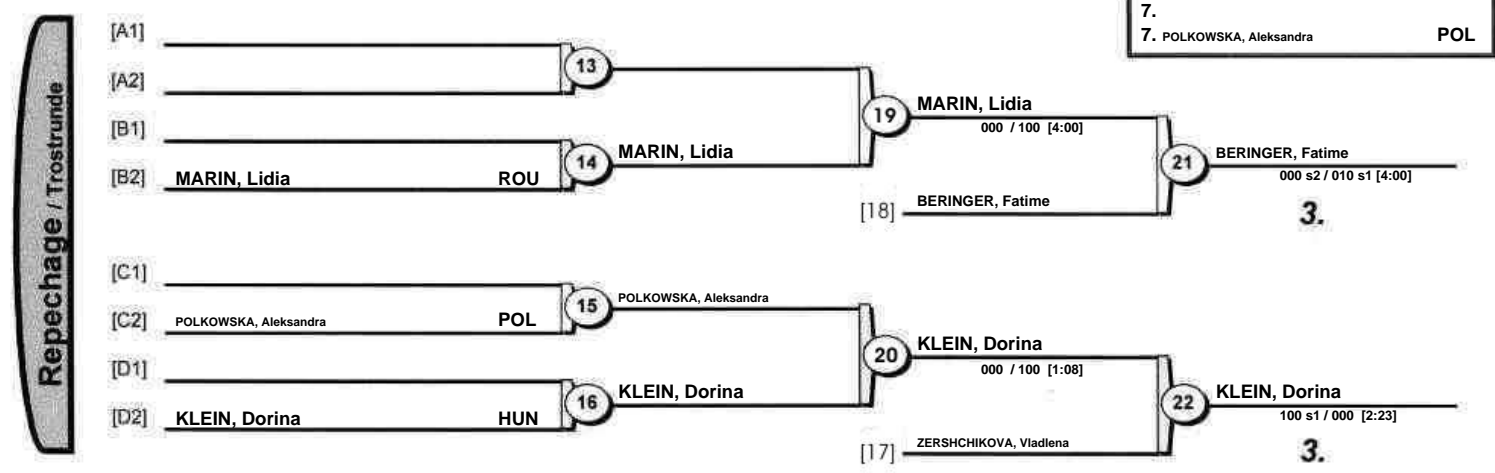 7.
7. POLKOWSKA, Aleksandra POL
Repechage / Trostrunde
[A1]
13
[A2]
[B1]
14 MARIN, Lidia
[B2] MARIN, Lidia ROU
19 MARIN, Lidia
000 / 100 [4:00]
[18] BERINGER, Fatime
21 BERINGER, Fatime
000 s2 / 010 s1 [4:00]
3.
[C1]
15 POLKOWSKA, Aleksandra
[C2] POLKOWSKA, Aleksandra POL
[D1]
16 KLEIN, Dorina
[D2] KLEIN, Dorina HUN
20 KLEIN, Dorina
000 / 100 [1:08]
[17] ZERSHCHIKOVA, Vladlena
22 KLEIN, Dorina
100 s1 / 000 [2:23]
3.